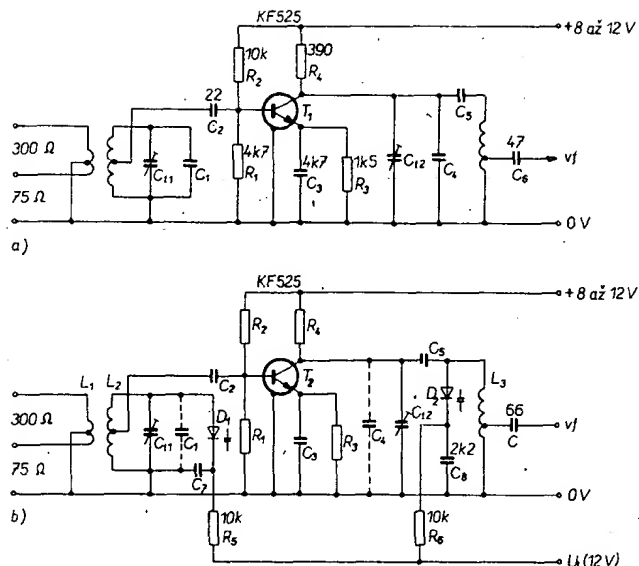 KF525
+8 až 12 V
10k
R2
390
R4
22
C2
T1
300 Ω
75 Ω
C11
C1
4k7
R1
4k7
C3
1k5
R3
C12
C4
C5
47
C6
vf
0 V
a)
KF525
+8 až 12 V
R2
R4
L1
L2
C2
T2
C5
D2
L3
300 Ω
75 Ω
C11
C1
D1
C7
R1
C3
R3
C4
C12
66
C
vf
2k2
C8
0 V
b)
10k
R5
10k
R6
Uk (12 V)